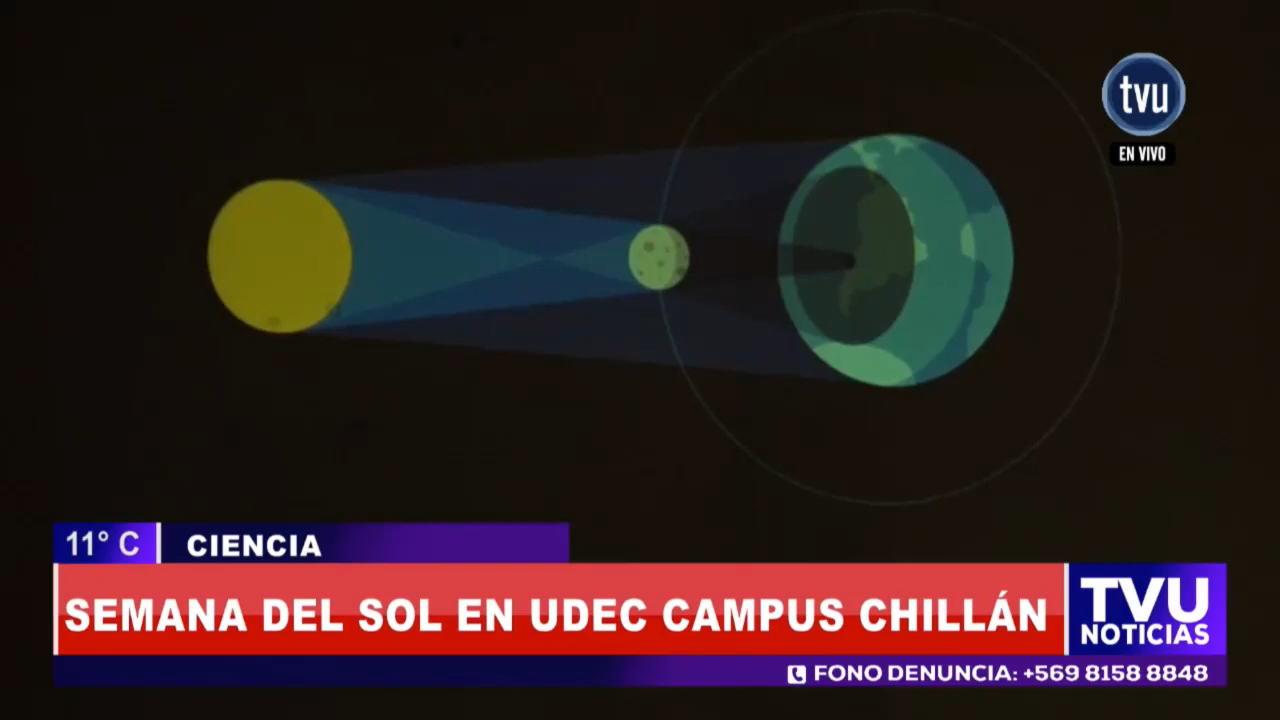 tvu
EN VIVO
11° C
CIENCIA
SEMANA DEL SOL EN UDEC CAMPUS CHILLÁN
TVU
NOTICIAS
FONO DENUNCIA: +569 8158 8848